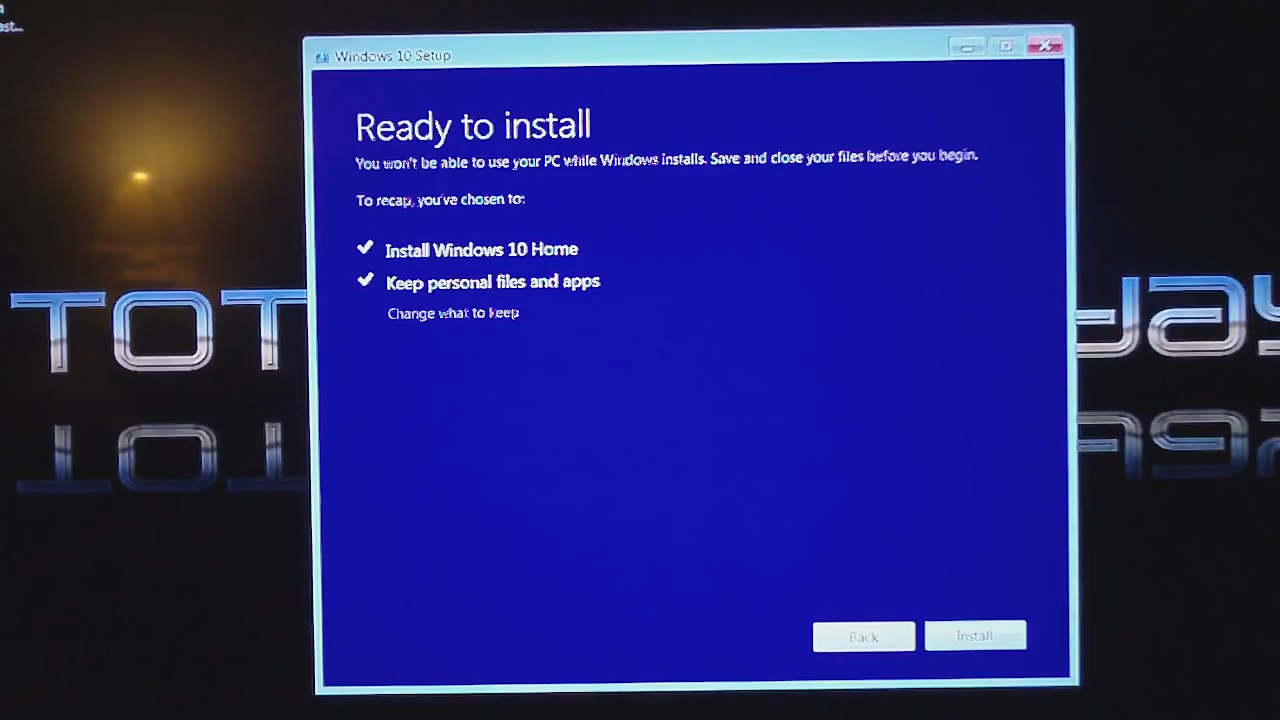 ast...
Windows 10 Setup
Ready to install
You won't be able to use your PC while Windows installs. Save and close your files before you begin.
To recap, you've chosen to:
Install Windows 10 Home
Keep personal files and apps
Change what to keep
TOT
Back
Install